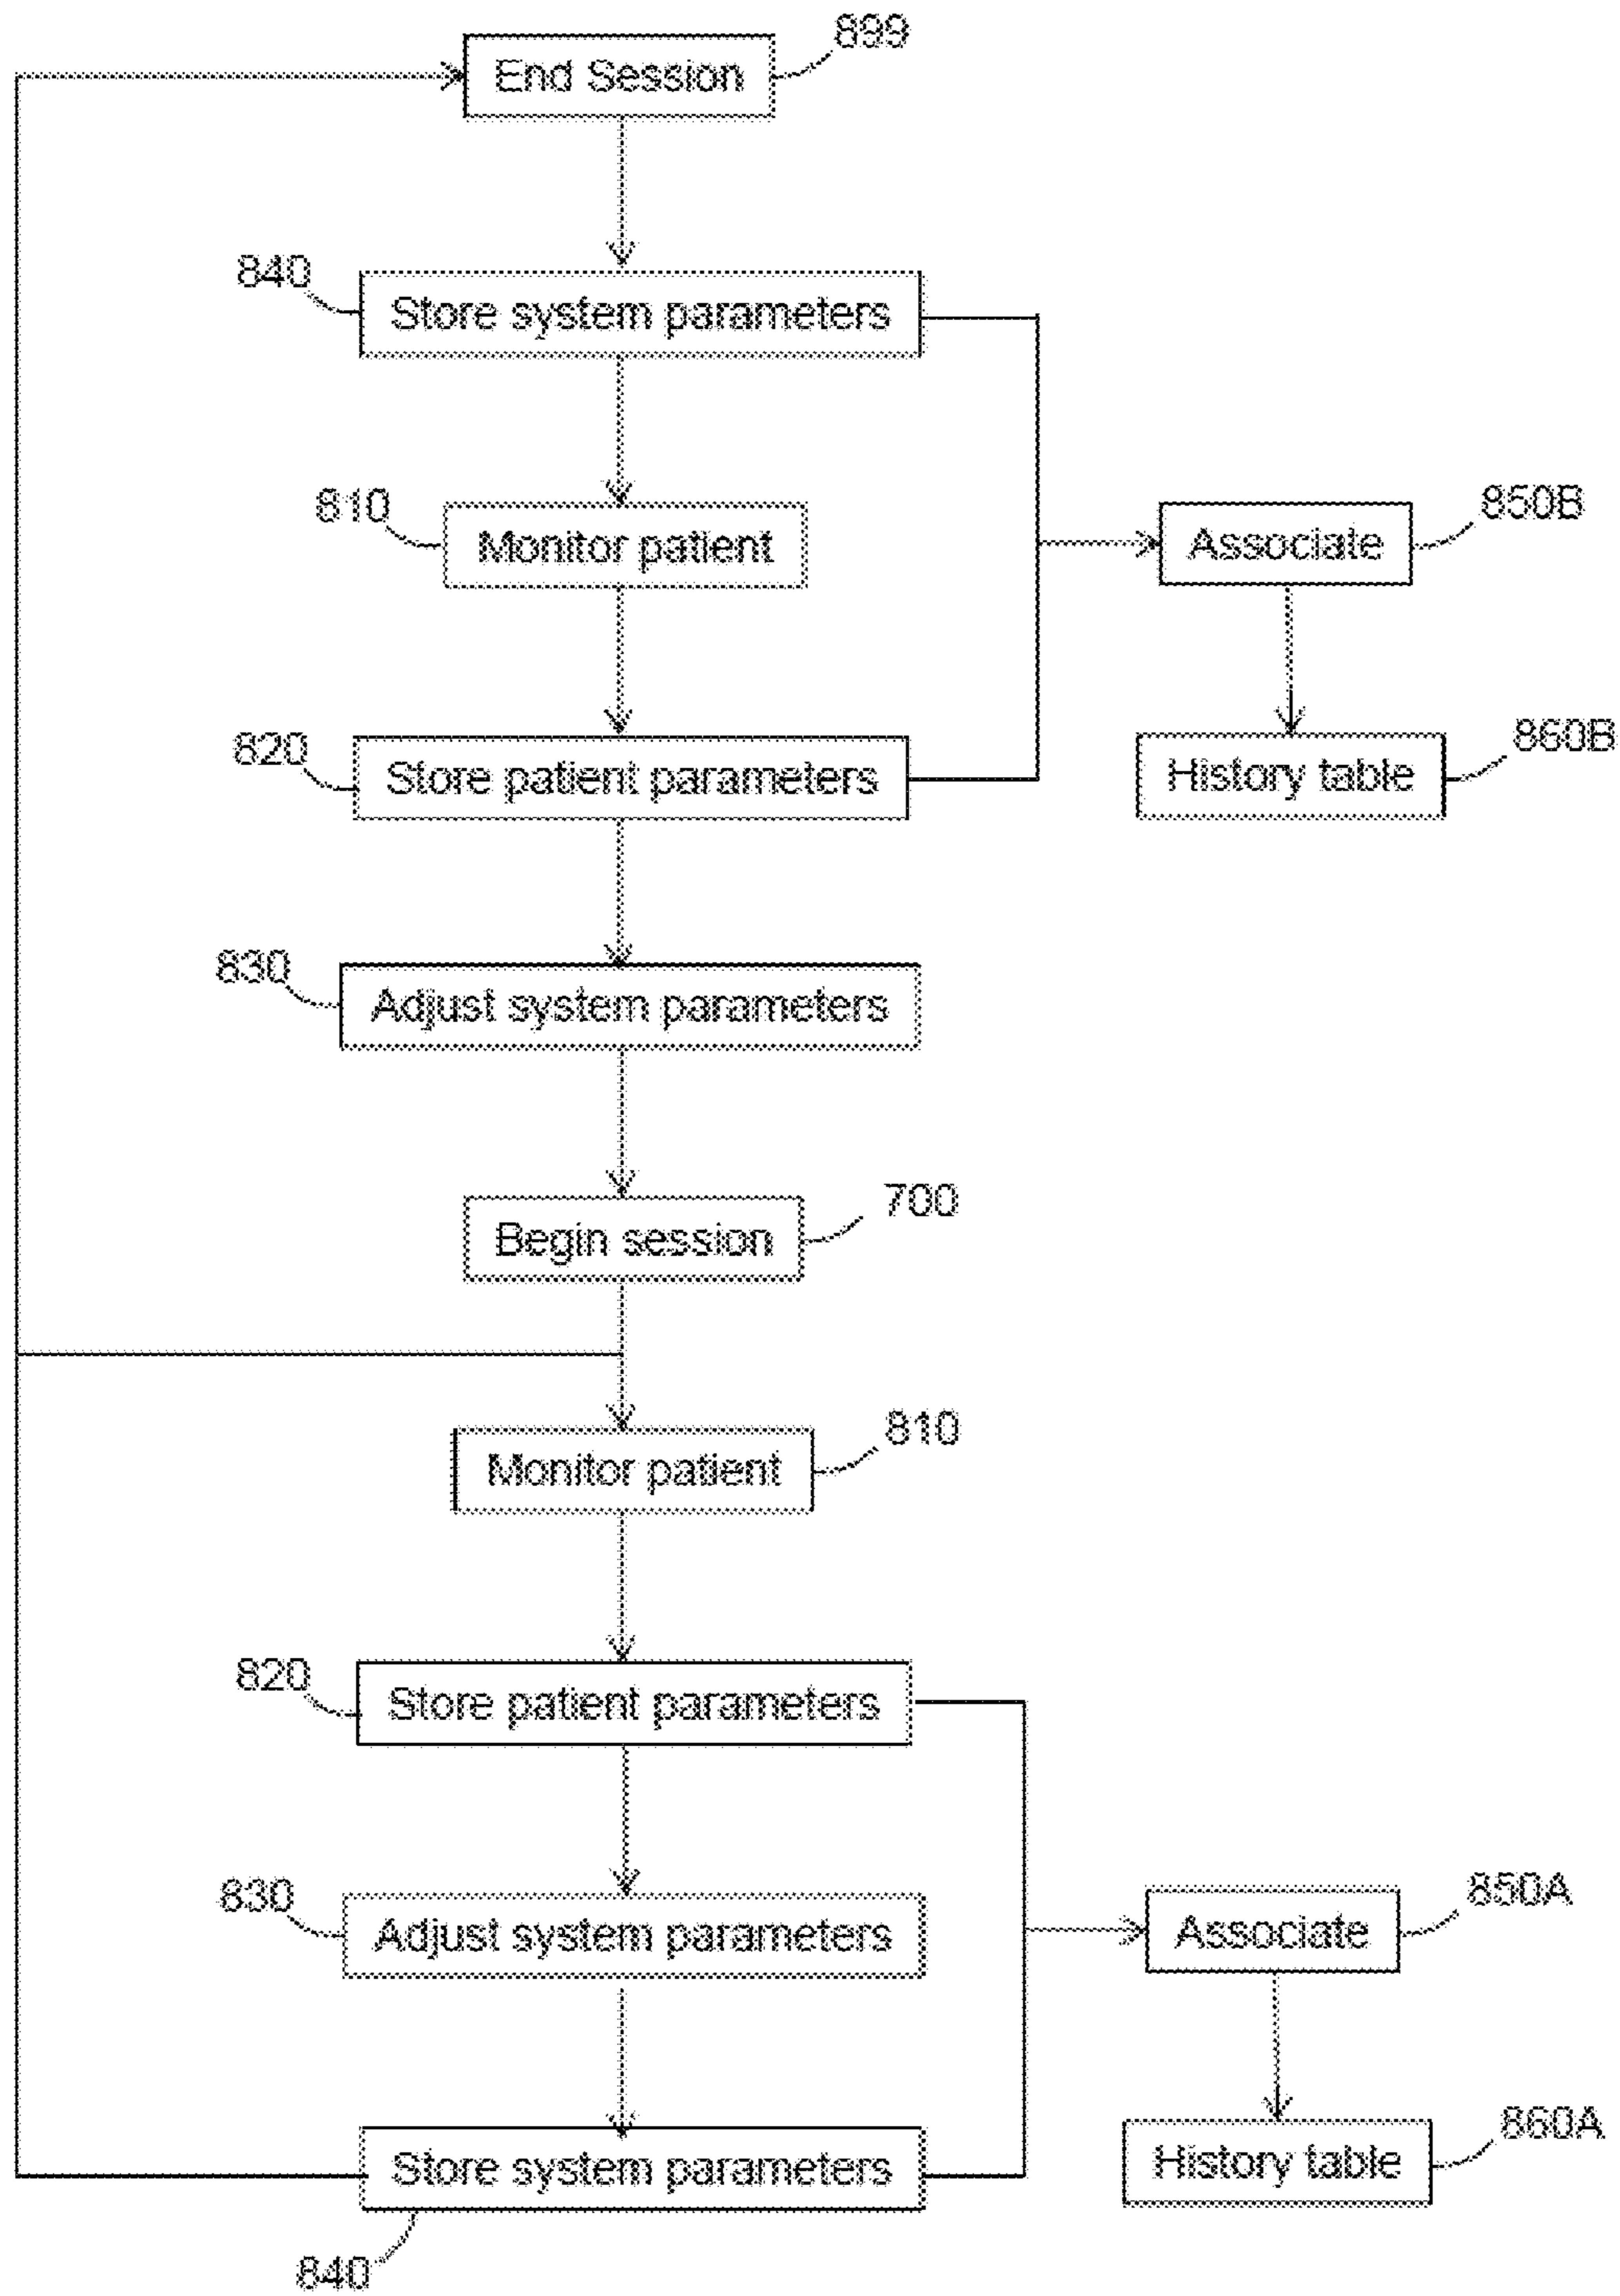 899
End Session
840
Store system parameters
810
Monitor patient
850B
Associate
820
Store patient parameters
860B
History table
830
Adjust system parameters
700
Begin session
810
Monitor patient
820
Store patient parameters
830
Adjust system parameters
850A
Associate
860A
Store system parameters
History table
840